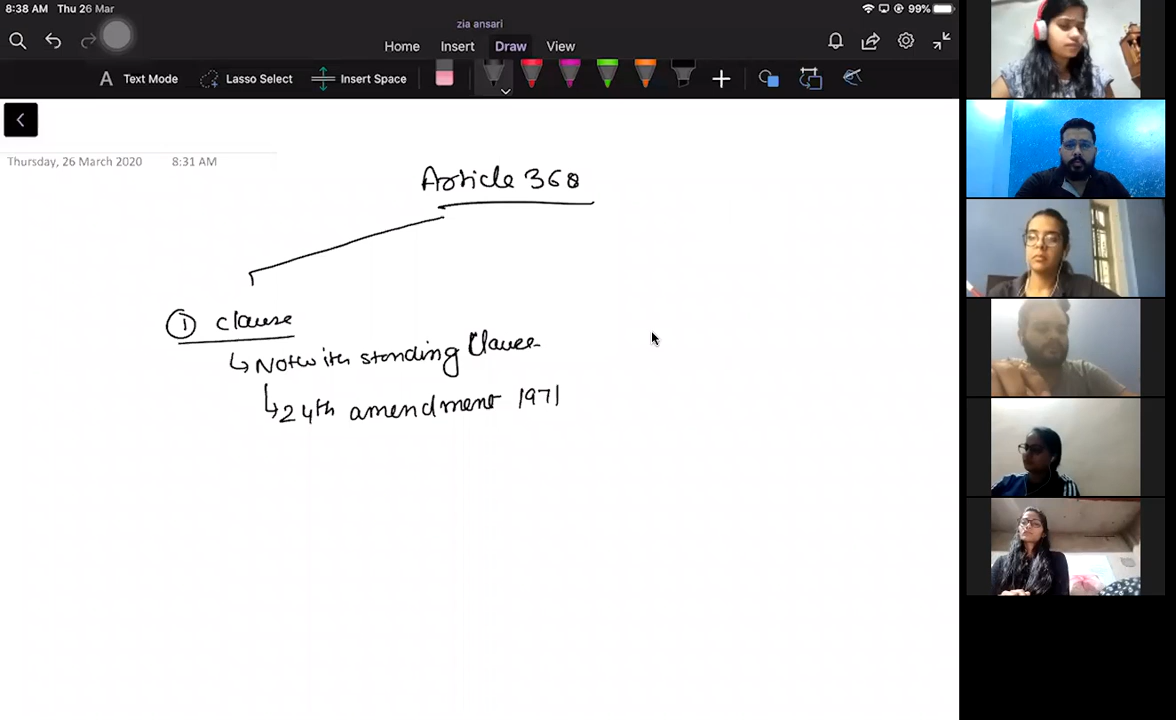 8:38 AM Thu 26 Mar
99%
zia ansari
Home Insert Draw View
Text Mode Lasso Select Insert Space
Thursday, 26 March 2020 8:31 AM
Article 368
① clause
↳ Notwithstanding Clause
↳ 24th amendment 1971